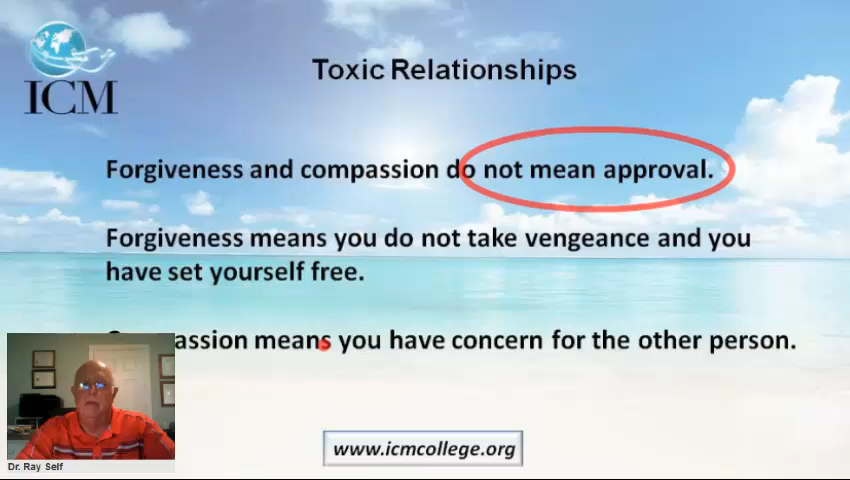 ICM
Toxic Relationships
Forgiveness and compassion do not mean approval.
Forgiveness means you do not take vengeance and you
have set yourself free.
means you have concern for the other person.
Dr. Ray Self
www.icmcollege.org